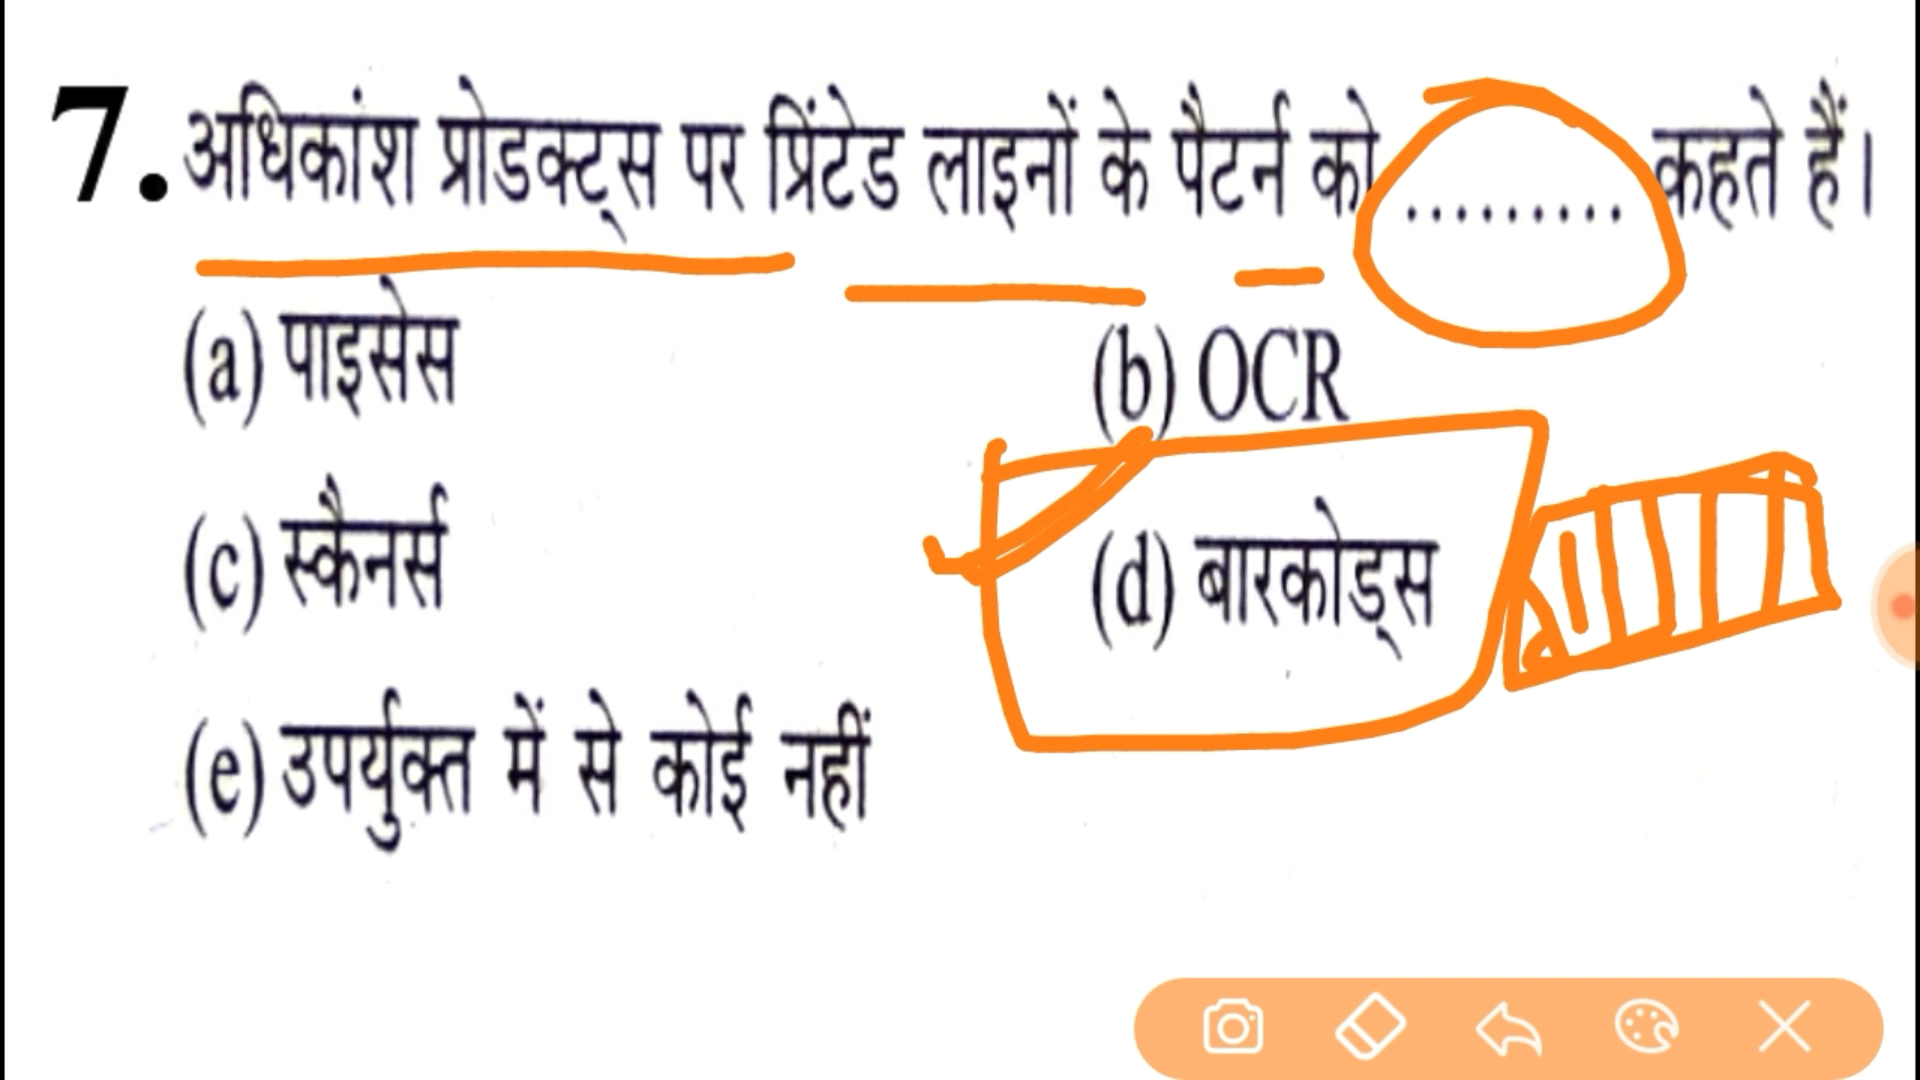 7. अधिकांश प्रोडक्ट्स पर प्रिंटेड लाइनों के पैटर्न को ......... कहते हैं।
(a) पाइसेस (b) OCR
(c) स्कैनर्स (d) बारकोड्स
(e) उपर्युक्त में से कोई नहीं